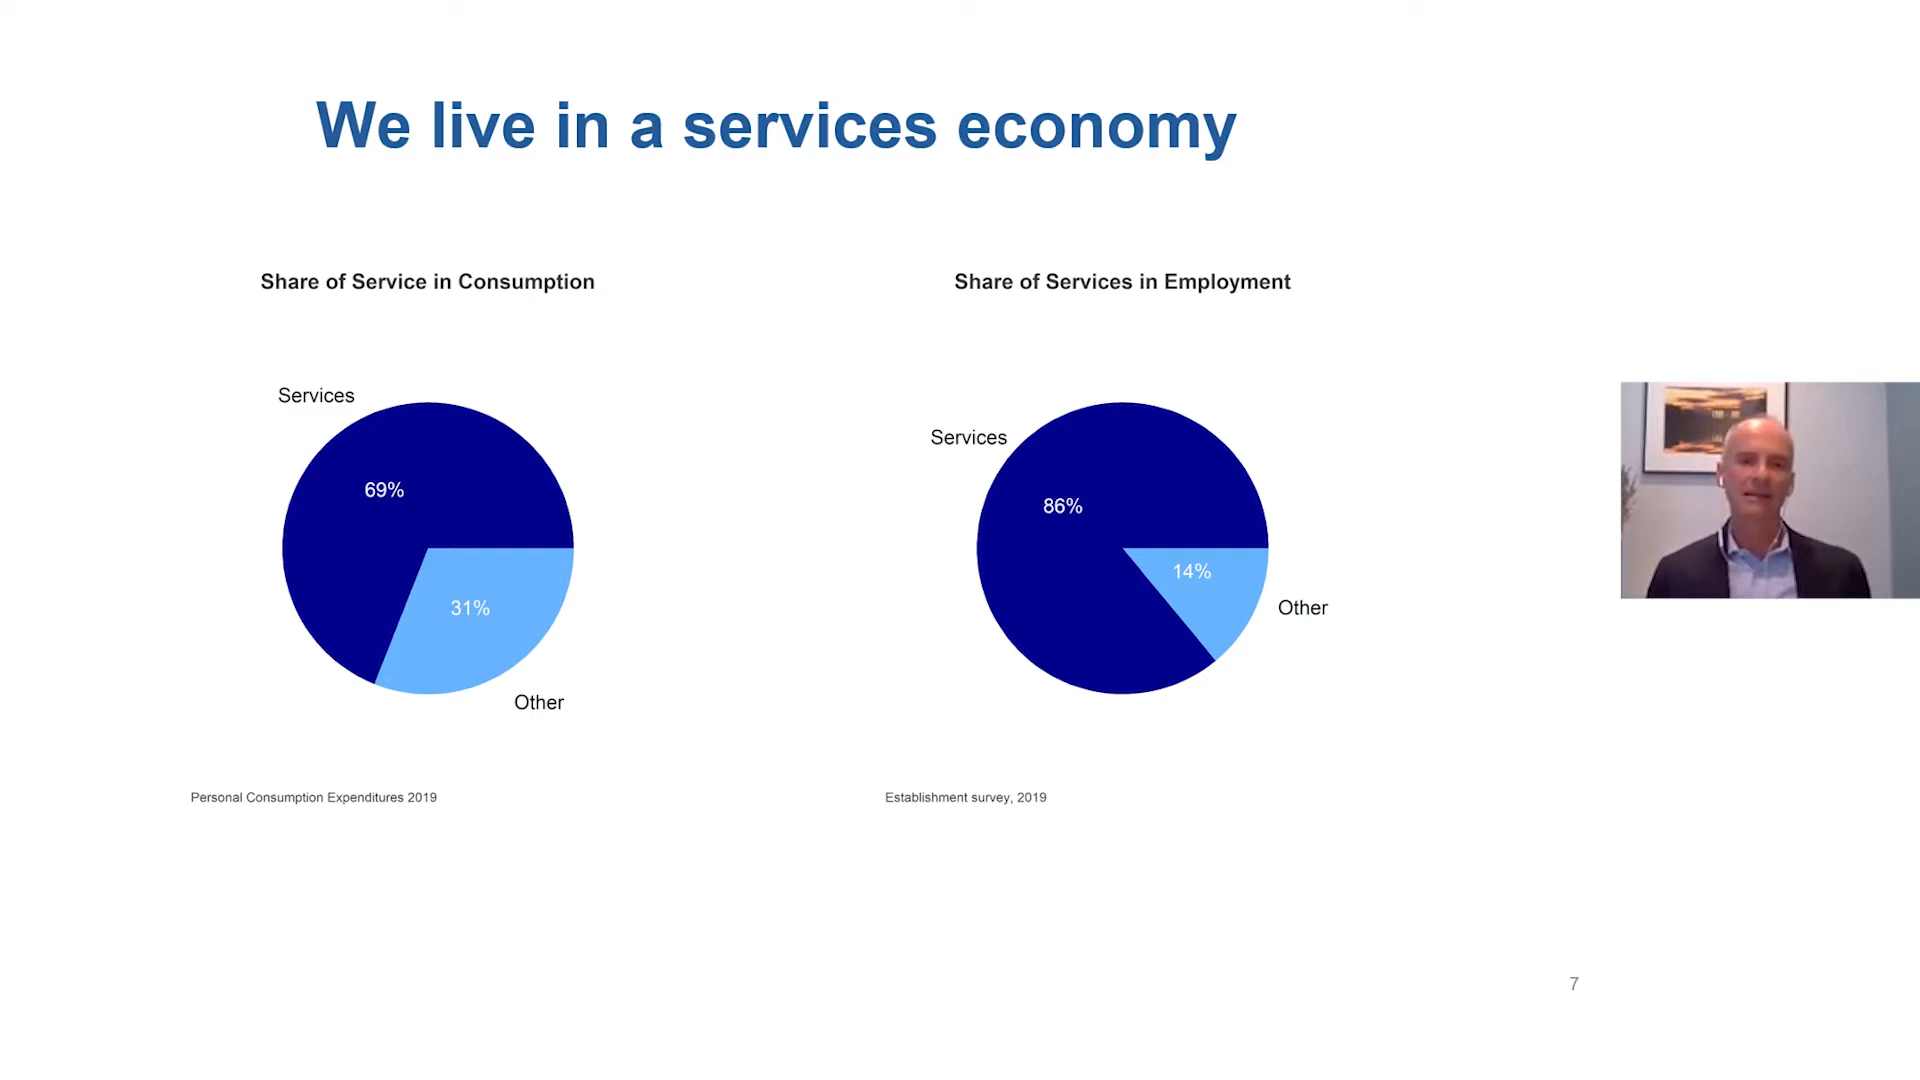 We live in a services economy
Share of Service in Consumption
Services
69%
31%
Other
Personal Consumption Expenditures 2019
Share of Services in Employment
Services
86%
14%
Other
Establishment survey, 2019
7